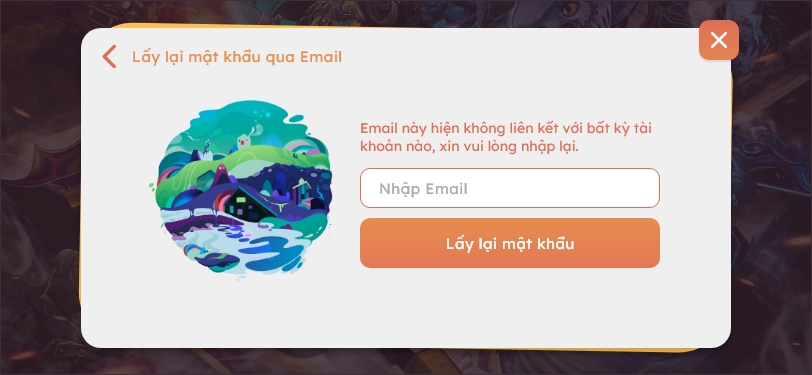 Lấy lại mật khẩu qua Email
Email này hiện không liên kết với bất kỳ tài
khoản nào, xin vui lòng nhập lại.
Nhập Email
Lấy lại mật khẩu